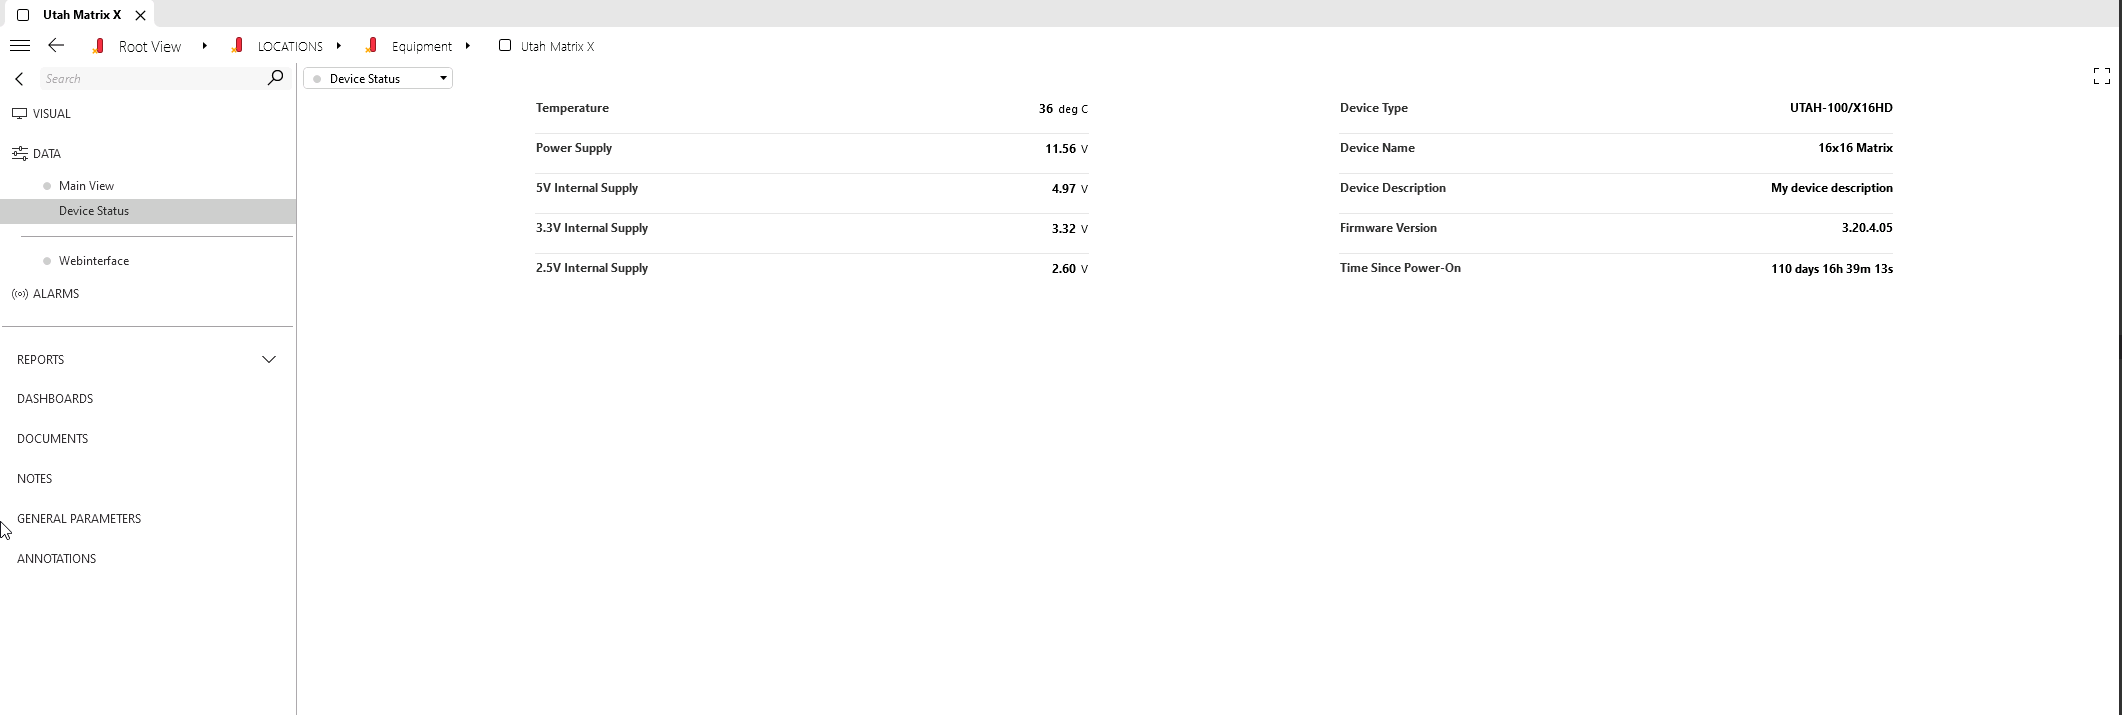 Utah Matrix X
Root View LOCATIONS Equipment Utah Matrix X
Search
Device Status
VISUAL
DATA
Main View
Device Status
Webinterface
ALARMS
REPORTS
DASHBOARDS
DOCUMENTS
NOTES
GENERAL PARAMETERS
ANNOTATIONS
Temperature 36 deg C
Power Supply 11.56 V
5V Internal Supply 4.97 V
3.3V Internal Supply 3.32 V
2.5V Internal Supply 2.60 V
Device Type UTAH-100/X16HD
Device Name 16x16 Matrix
Device Description My device description
Firmware Version 3.20.4.05
Time Since Power-On 110 days 16h 39m 13s